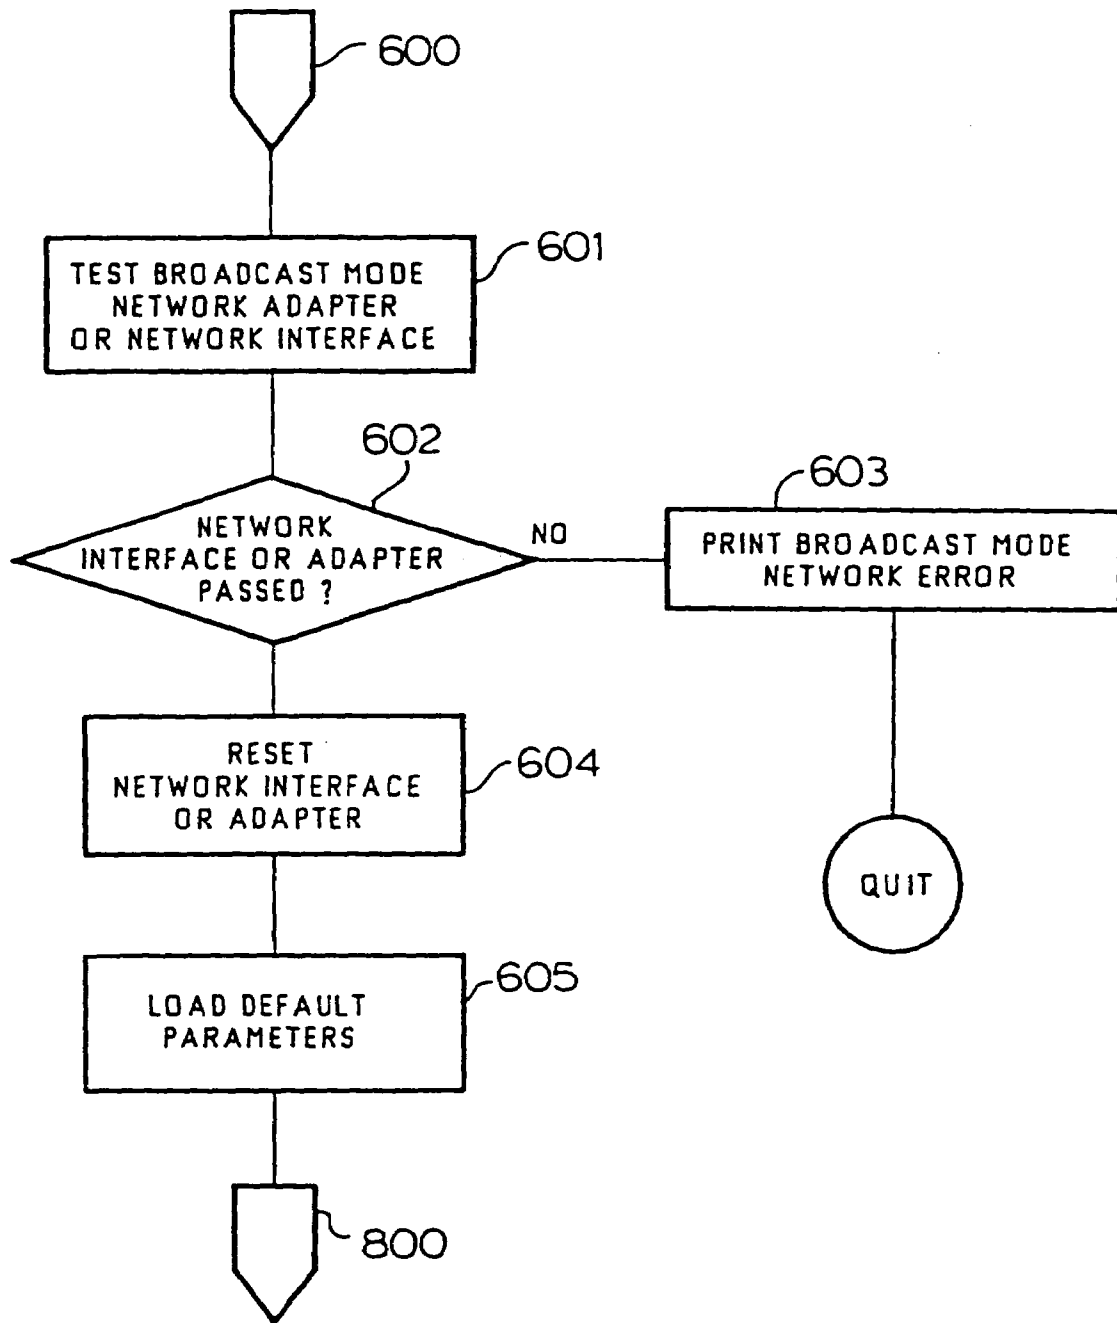 600
601
TEST BROADCAST MODE
NETWORK ADAPTER
OR NETWORK INTERFACE
602
NETWORK
INTERFACE OR ADAPTER
PASSED ?
NO
603
PRINT BROADCAST MODE
NETWORK ERROR
RESET
NETWORK INTERFACE
OR ADAPTER
604
QUIT
605
LOAD DEFAULT
PARAMETERS
800